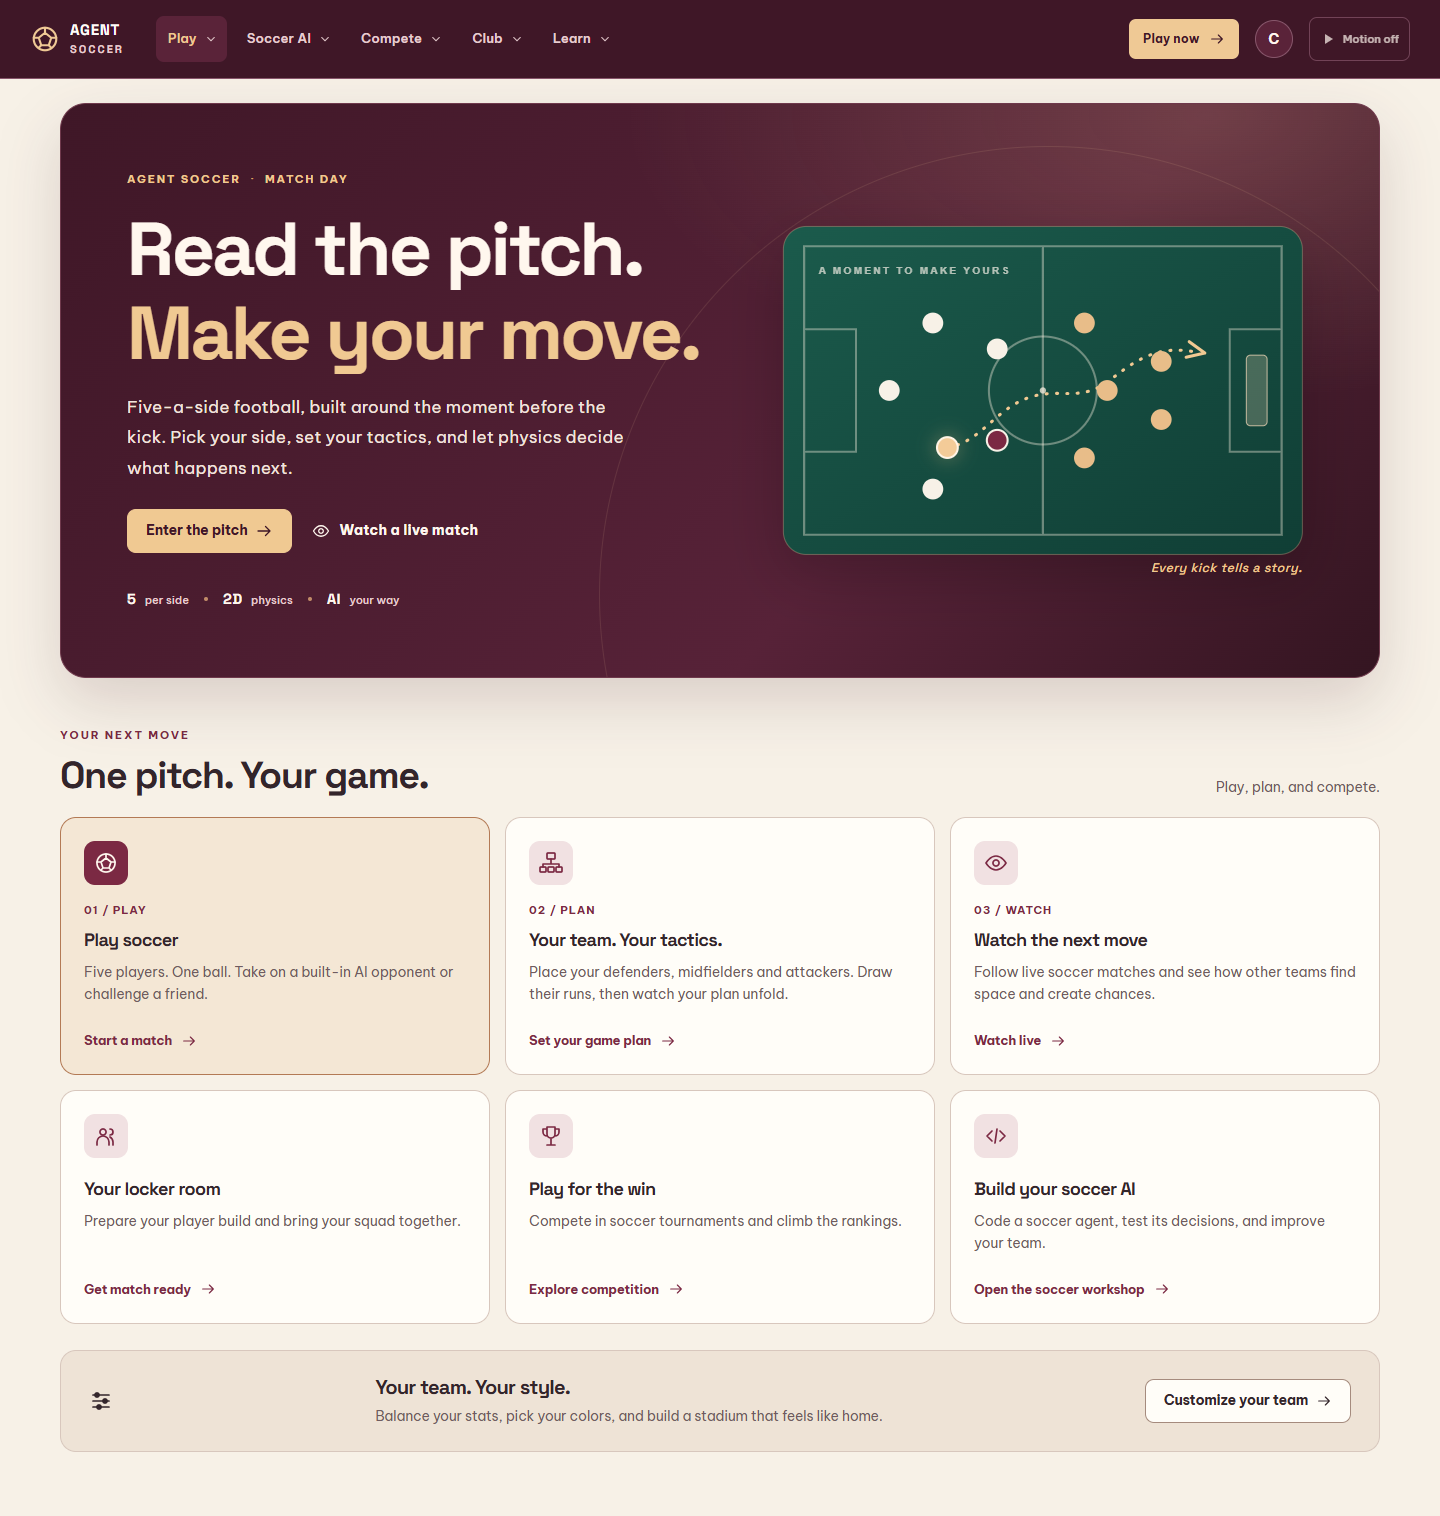 AGENT
SOCCER
Play
Soccer AI
Compete
Club
Learn
Play now
C
Motion off
AGENT SOCCER · MATCH DAY
Read the pitch.
Make your move.
Five-a-side football, built around the moment before the
kick. Pick your side, set your tactics, and let physics decide
what happens next.
Enter the pitch
Watch a live match
5 per side • 2D physics • AI your way
A MOMENT TO MAKE YOURS
Every kick tells a story.
YOUR NEXT MOVE
One pitch. Your game.
Play, plan, and compete.
01 / PLAY
Play soccer
Five players. One ball. Take on a built-in AI opponent or
challenge a friend.
Start a match
02 / PLAN
Your team. Your tactics.
Place your defenders, midfielders and attackers. Draw
their runs, then watch your plan unfold.
Set your game plan
03 / WATCH
Watch the next move
Follow live soccer matches and see how other teams find
space and create chances.
Watch live
Your locker room
Prepare your player build and bring your squad together.
Get match ready
Play for the win
Compete in soccer tournaments and climb the rankings.
Explore competition
Build your soccer AI
Code a soccer agent, test its decisions, and improve
your team.
Open the soccer workshop
Your team. Your style.
Balance your stats, pick your colors, and build a stadium that feels like home.
Customize your team